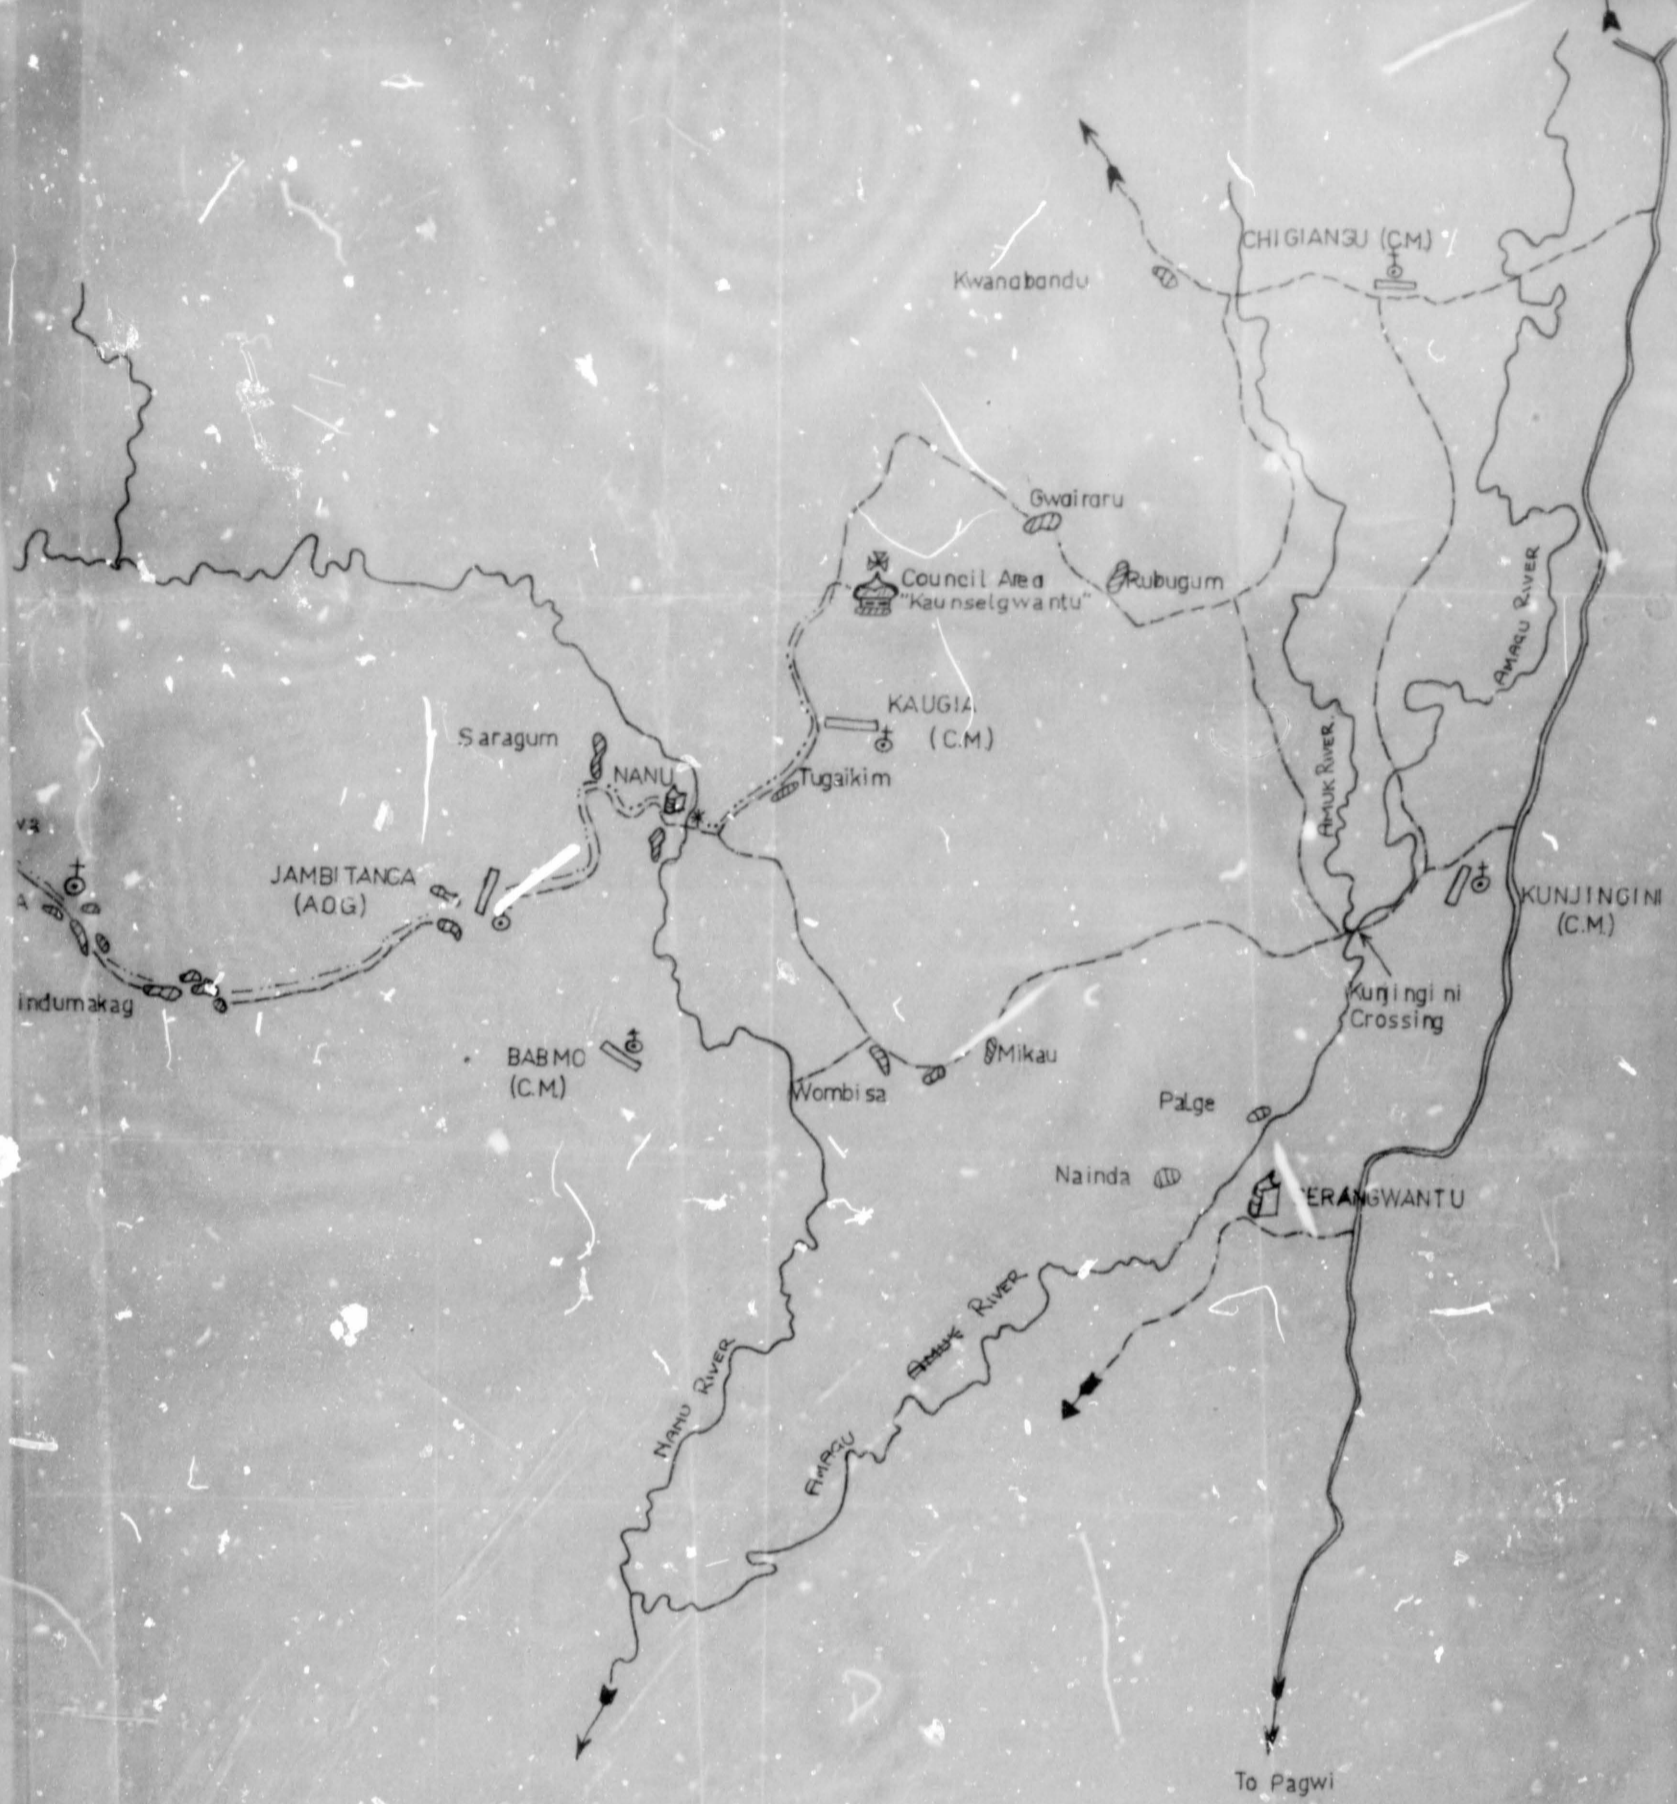 CHIGIANGU (C.M.)
Kwanabandu
Gwairaru
Council Area
"Kaunselgwantu"
Rubugum
AMAGU RIVER
KAUGIA
(C.M.)
Saragum
NANU
Tugaikim
AMUK RIVER
JAMBITANGA
(AOG)
A
KUNJINGINI
(C.M.)
indumakag
Kunjingini
Crossing
BABMO
(C.M.)
Mikau
Wombisa
Palge
Nainda
ERANGWANTU
AMUK RIVER
NANU RIVER
AMAGU
To Pagwi